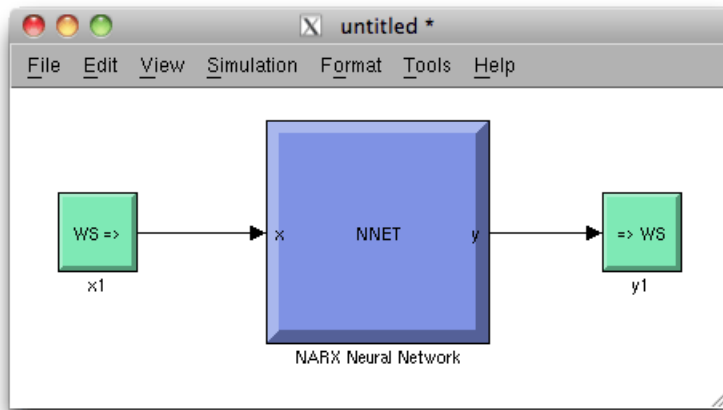 X untitled *
File Edit View Simulation Format Tools Help
WS => x NNET y => WS
x1 y1
NARX Neural Network